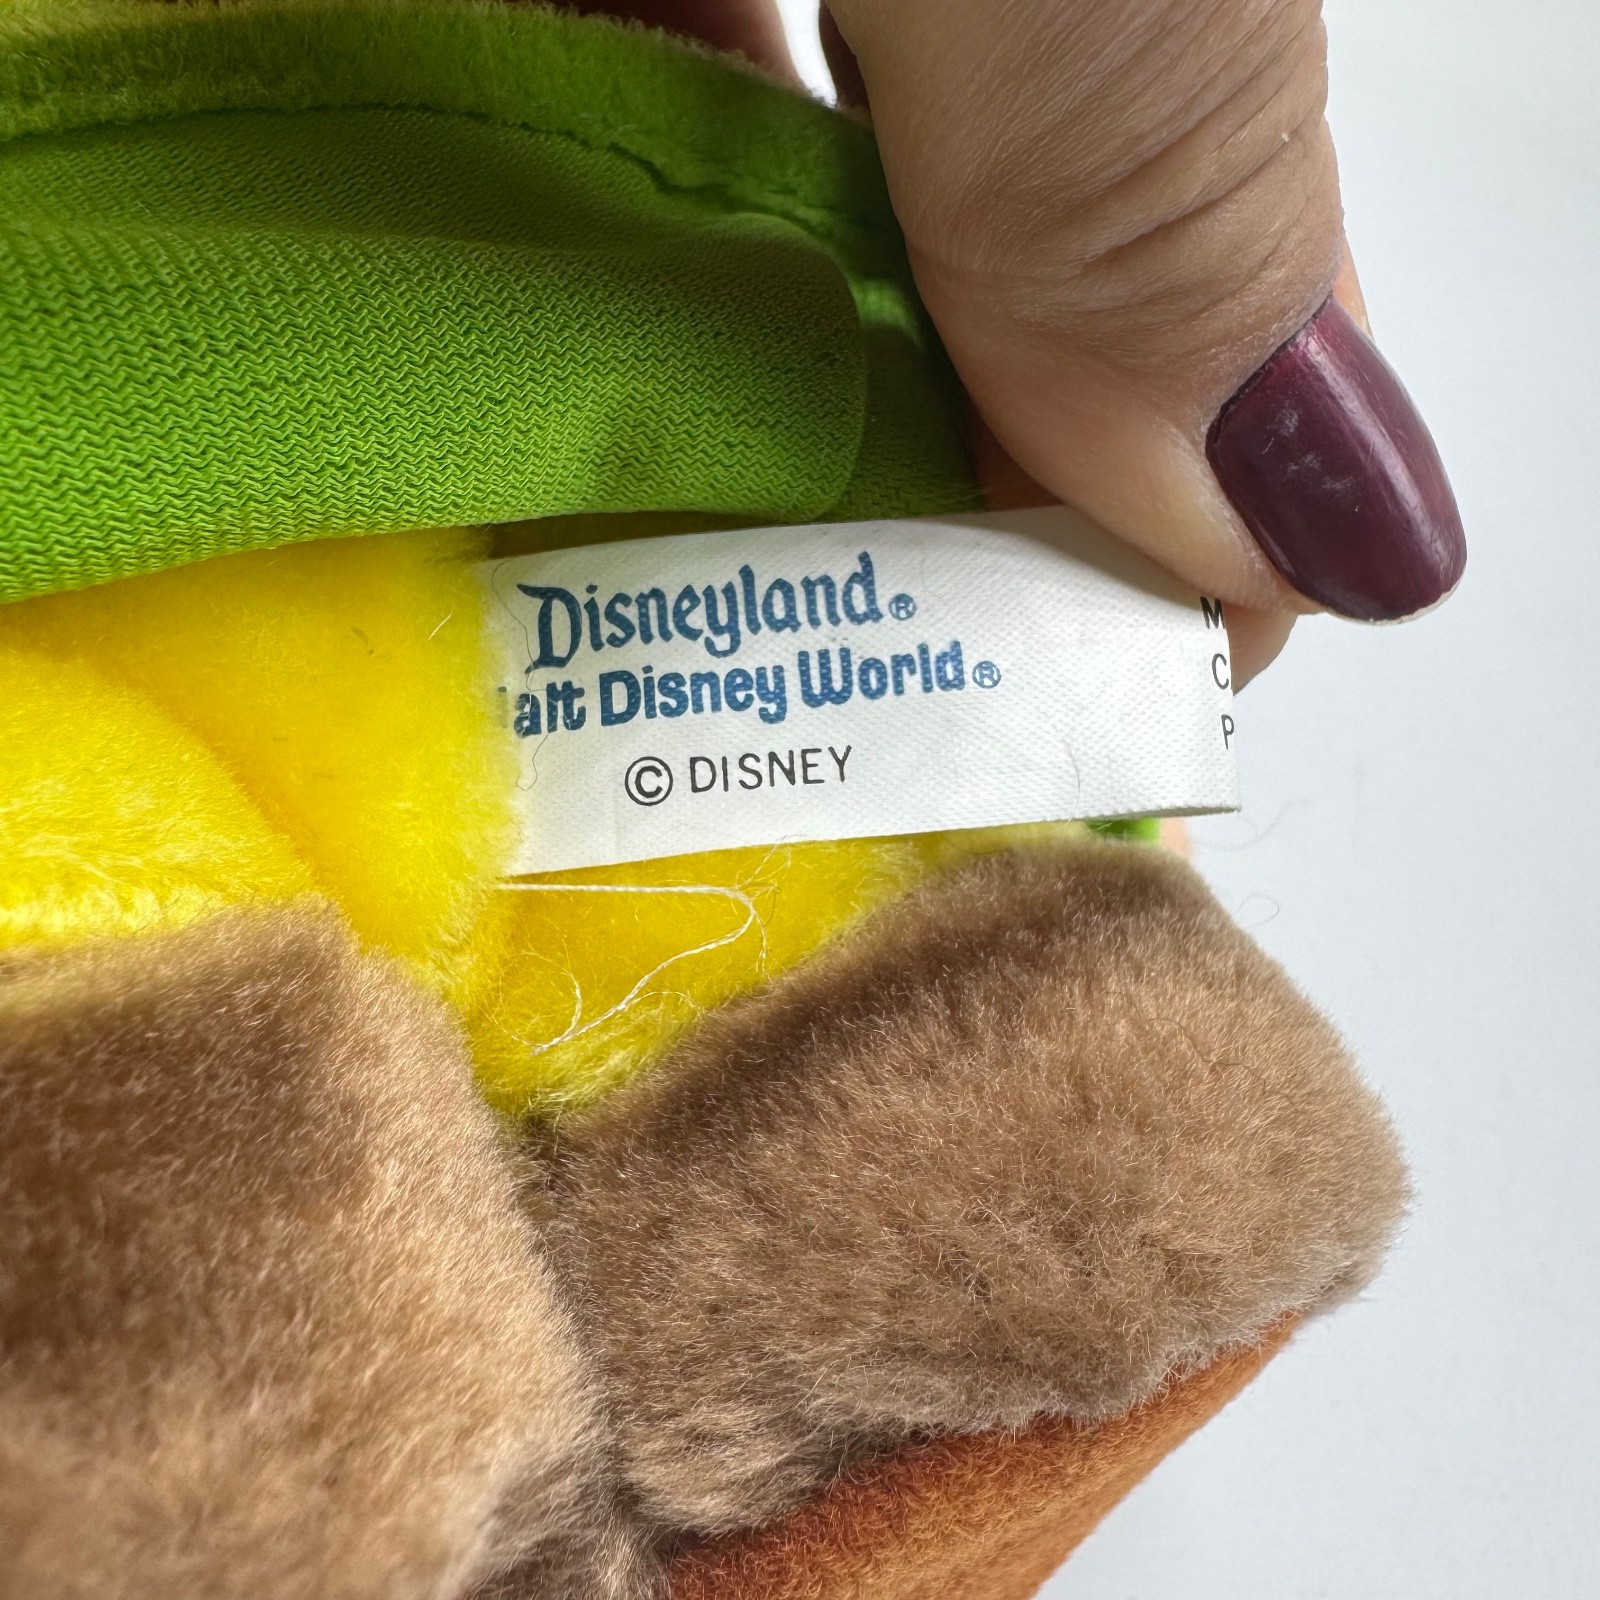 Disneyland®
alt Disney World®
© DISNEY
M
C
P